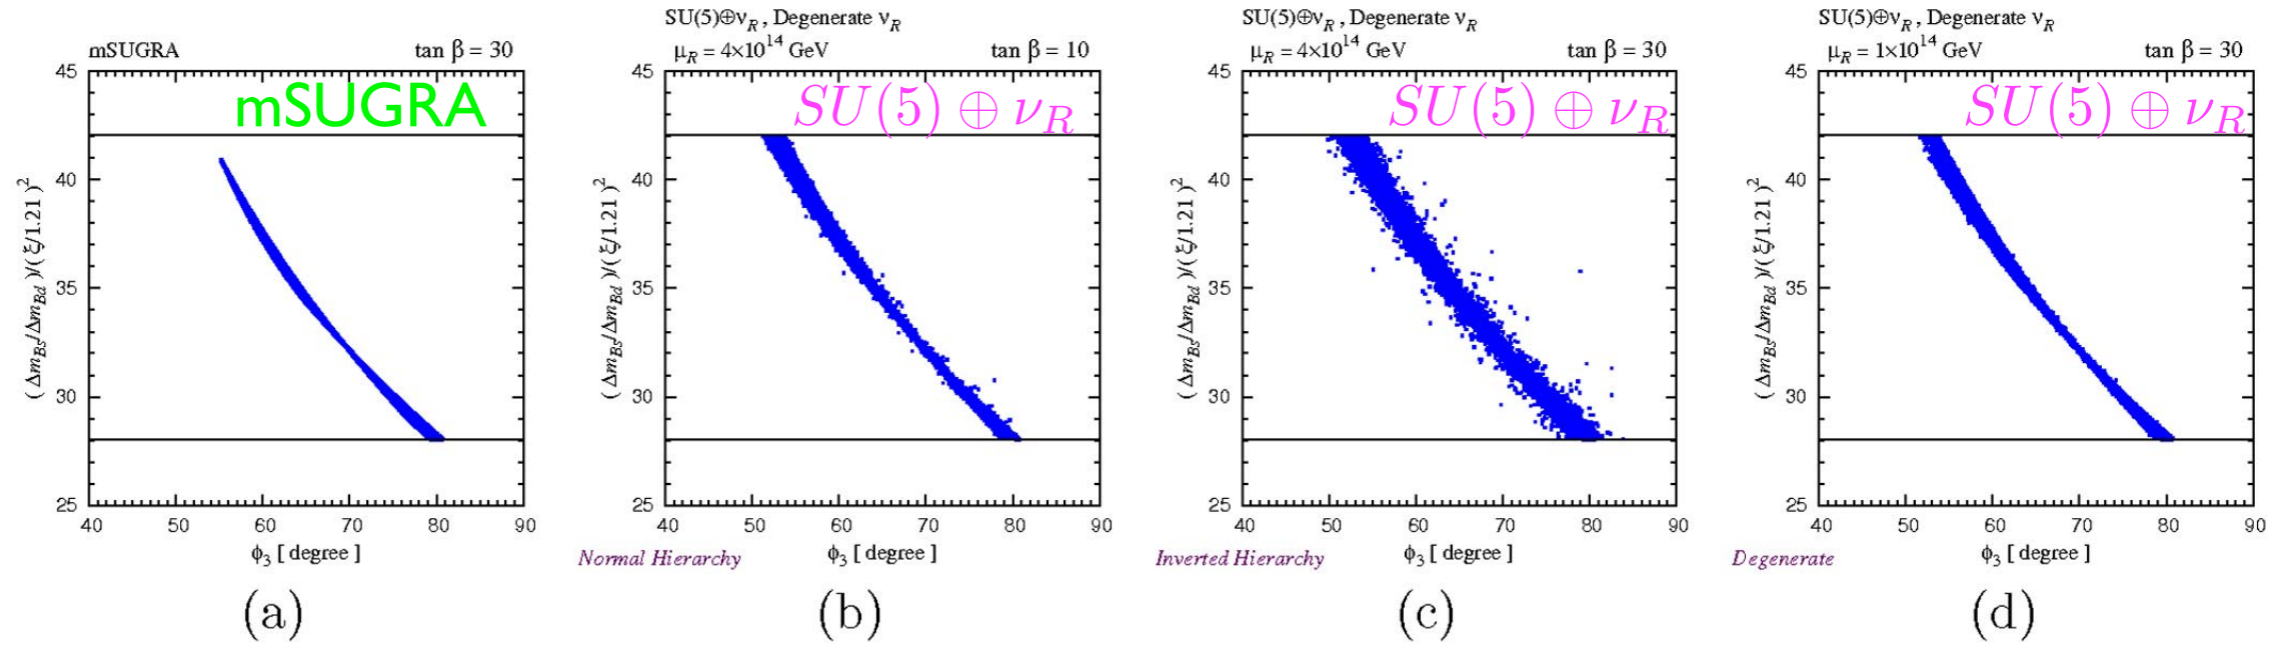 mSUGRA tan β = 30
mSUGRA
( Δm_Bs/Δm_Bd )/( ξ/1.21 )²
45
40
35
30
25
40 50 60 70 80 90
ϕ₃ [ degree ]
(a)
SU(5)⊕ν_R , Degenerate ν_R
μ_R = 4×10¹⁴ GeV tan β = 10
SU(5) ⊕ ν_R
( Δm_Bs/Δm_Bd )/( ξ/1.21 )²
45
40
35
30
25
40 50 60 70 80 90
Normal Hierarchy ϕ₃ [ degree ]
(b)
SU(5)⊕ν_R , Degenerate ν_R
μ_R = 4×10¹⁴ GeV tan β = 30
SU(5) ⊕ ν_R
( Δm_Bs/Δm_Bd )/( ξ/1.21 )²
45
40
35
30
25
40 50 60 70 80 90
Inverted Hierarchy ϕ₃ [ degree ]
(c)
SU(5)⊕ν_R , Degenerate ν_R
μ_R = 1×10¹⁴ GeV tan β = 30
SU(5) ⊕ ν_R
( Δm_Bs/Δm_Bd )/( ξ/1.21 )²
45
40
35
30
25
40 50 60 70 80 90
Degenerate ϕ₃ [ degree ]
(d)